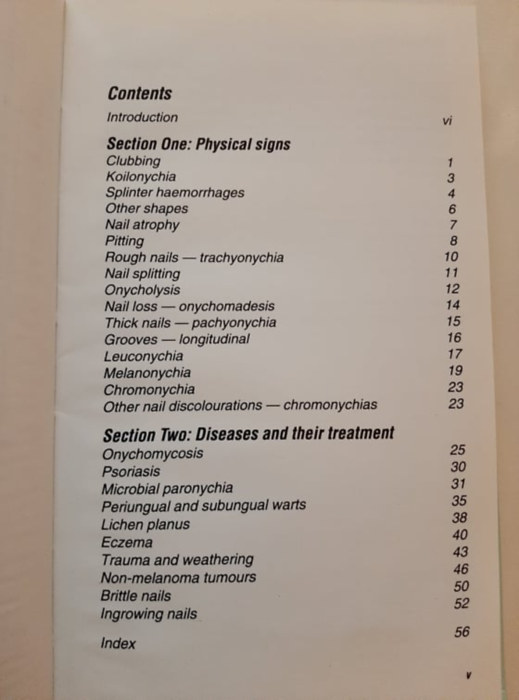 Contents
Introduction vi
Section One: Physical signs
Clubbing 1
Koilonychia 3
Splinter haemorrhages 4
Other shapes 6
Nail atrophy 7
Pitting 8
Rough nails — trachyonychia 10
Nail splitting 11
Onycholysis 12
Nail loss — onychomadesis 14
Thick nails — pachyonychia 15
Grooves — longitudinal 16
Leuconychia 17
Melanonychia 19
Chromonychia 23
Other nail discolourations — chromonychias 23
Section Two: Diseases and their treatment
Onychomycosis 25
Psoriasis 30
Microbial paronychia 31
Periungual and subungual warts 35
Lichen planus 38
Eczema 40
Trauma and weathering 43
Non-melanoma tumours 46
Brittle nails 50
Ingrowing nails 52
Index 56
v